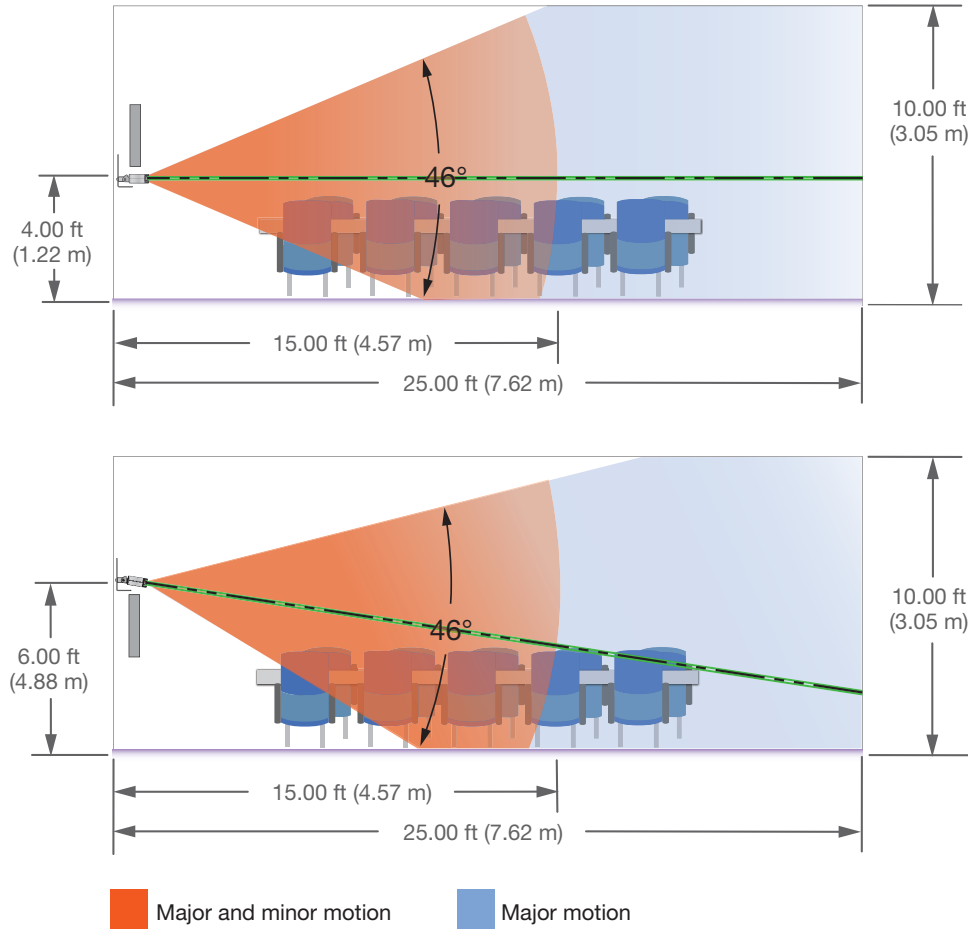 10.00 ft
(3.05 m)
46°
4.00 ft
(1.22 m)
15.00 ft (4.57 m)
25.00 ft (7.62 m)
46°
10.00 ft
(3.05 m)
6.00 ft
(4.88 m)
15.00 ft (4.57 m)
25.00 ft (7.62 m)
Major and minor motion
Major motion